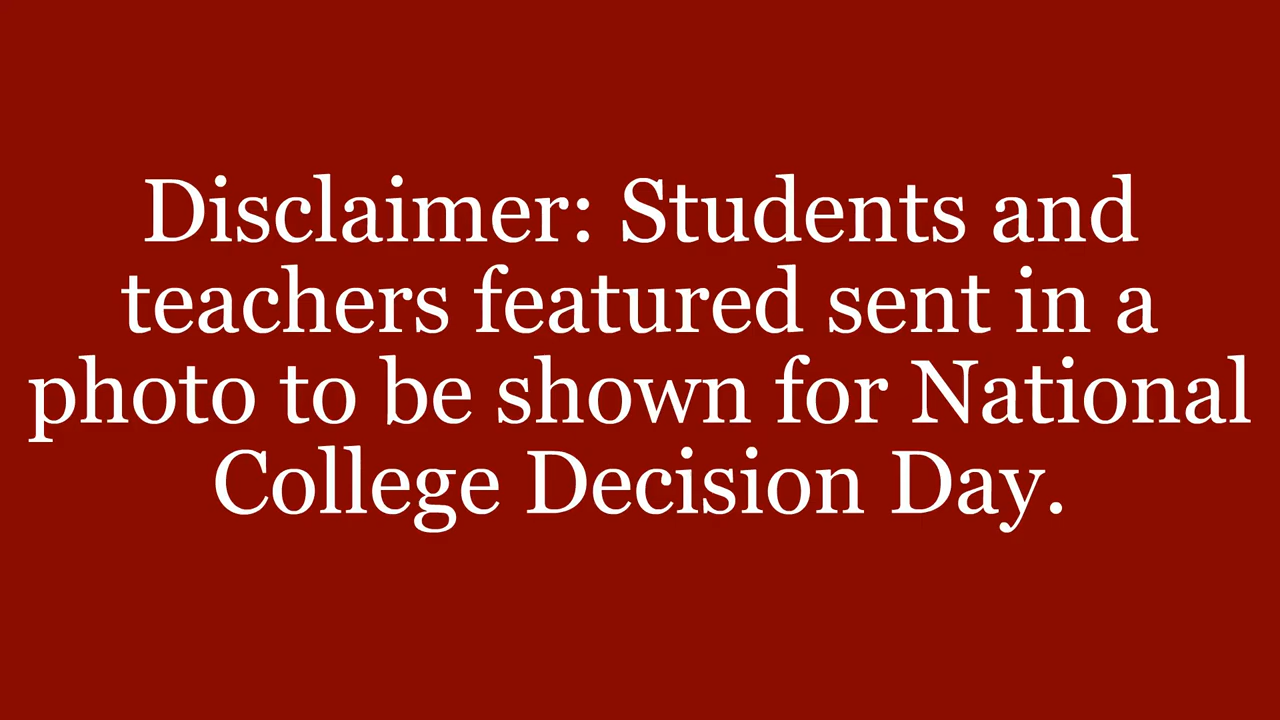 Disclaimer: Students and
teachers featured sent in a
photo to be shown for National
College Decision Day.